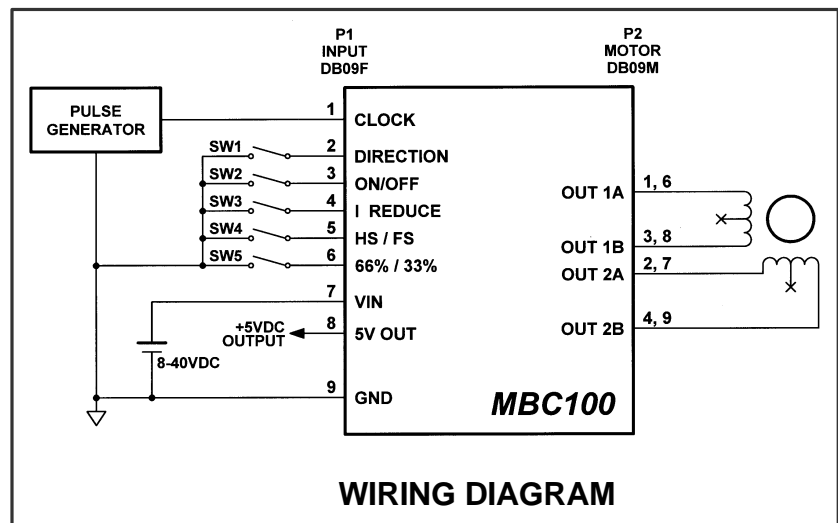 P1
INPUT
DB09F
P2
MOTOR
DB09M
PULSE
GENERATOR
1 CLOCK
SW1 2 DIRECTION
SW2 3 ON/OFF
SW3 4 I REDUCE
SW4 5 HS / FS
SW5 6 66% / 33%
7 VIN
+5VDC
OUTPUT
8 5V OUT
8-40VDC
9 GND
OUT 1A 1, 6
OUT 1B 3, 8
OUT 2A 2, 7
OUT 2B 4, 9
MBC100
WIRING DIAGRAM